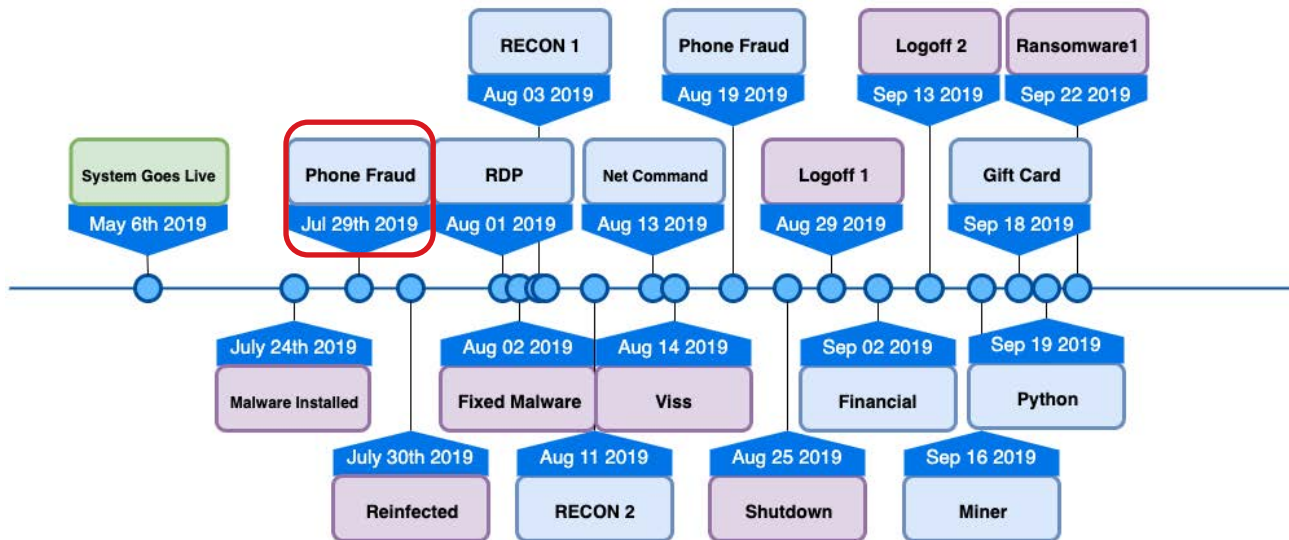 RECON 1
Aug 03 2019
Phone Fraud
Aug 19 2019
Logoff 2
Sep 13 2019
Ransomware1
Sep 22 2019
System Goes Live
May 6th 2019
Phone Fraud
Jul 29th 2019
RDP
Aug 01 2019
Net Command
Aug 13 2019
Logoff 1
Aug 29 2019
Gift Card
Sep 18 2019
July 24th 2019
Malware Installed
Aug 02 2019
Fixed Malware
Aug 14 2019
Viss
Sep 02 2019
Financial
Sep 19 2019
Python
July 30th 2019
Reinfected
Aug 11 2019
RECON 2
Aug 25 2019
Shutdown
Sep 16 2019
Miner